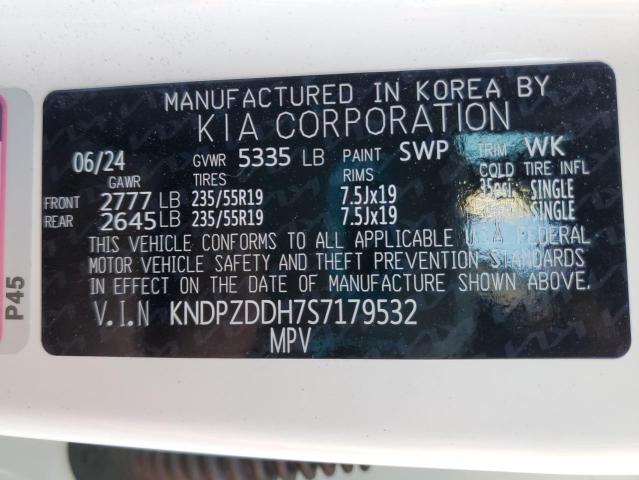 MANUFACTURED IN KOREA BY
KIA CORPORATION
06/24 GVWR 5335 LB PAINT SWP TRIM WK
GAWR TIRES RIMS COLD TIRE INFL
FRONT 2777 LB 235/55R19 7.5Jx19 35psi SINGLE
REAR 2645 LB 235/55R19 7.5Jx19 SINGLE
THIS VEHICLE CONFORMS TO ALL APPLICABLE U.S.A FEDERAL
MOTOR VEHICLE SAFETY AND THEFT PREVENTION STANDARDS
IN EFFECT ON THE DATE OF MANUFACTURE SHOWN ABOVE.
V.I.N KNDPZDDH7S7179532
MPV
P45